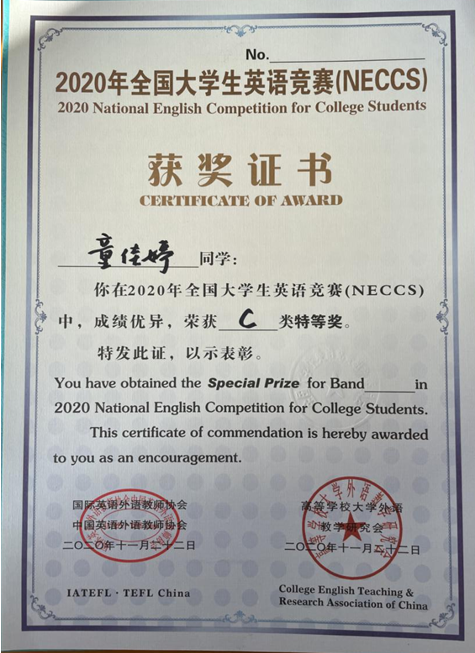 No.
2020年全国大学生英语竞赛(NECCS)
2020 National English Competition for College Students
获奖证书
CERTIFICATE OF AWARD
童佳婷 同学：
你在2020年全国大学生英语竞赛(NECCS)
中，成绩优异，荣获 C 类特等奖。
特发此证，以示表彰。
You have obtained the Special Prize for Band in
2020 National English Competition for College Students.
This certificate of commendation is hereby awarded
to you as an encouragement.
国际英语外语教师协会
中国英语外语教师协会
二〇二〇年十一月二十二日
IATEFL · TEFL China
高等学校大学外语
教学研究会
二〇二〇年十一月二十二日
College English Teaching &
Research Association of China